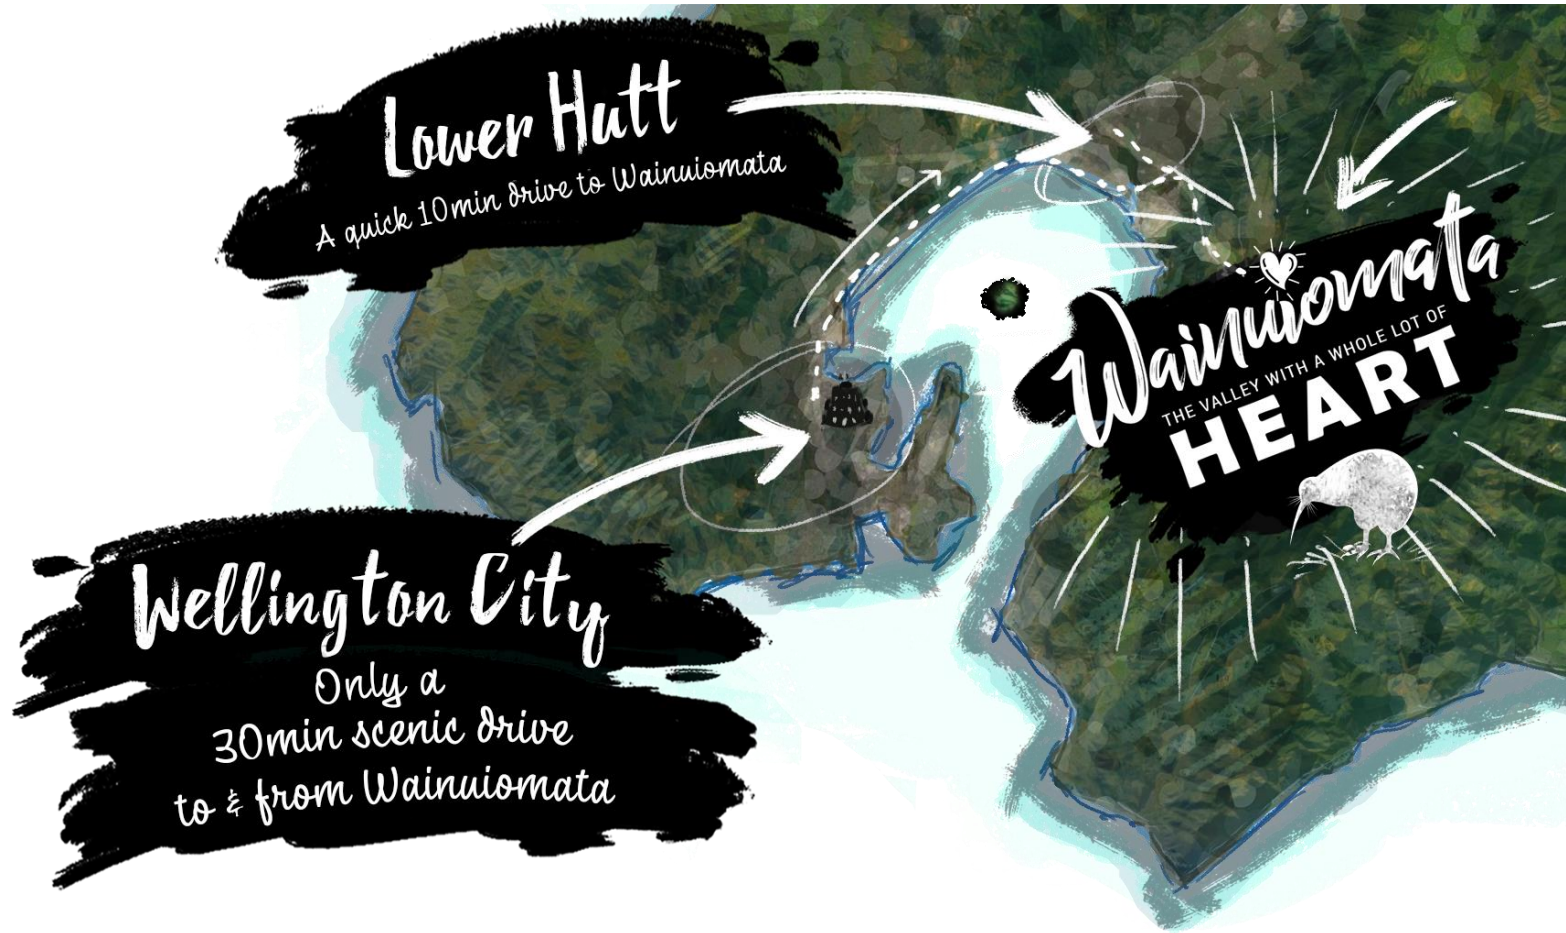 Lower Hutt
A quick 10min drive to Wainuiomata
Wainuiomata
THE VALLEY WITH A WHOLE LOT OF
HEART
Wellington City
Only a
30min scenic drive
to & from Wainuiomata